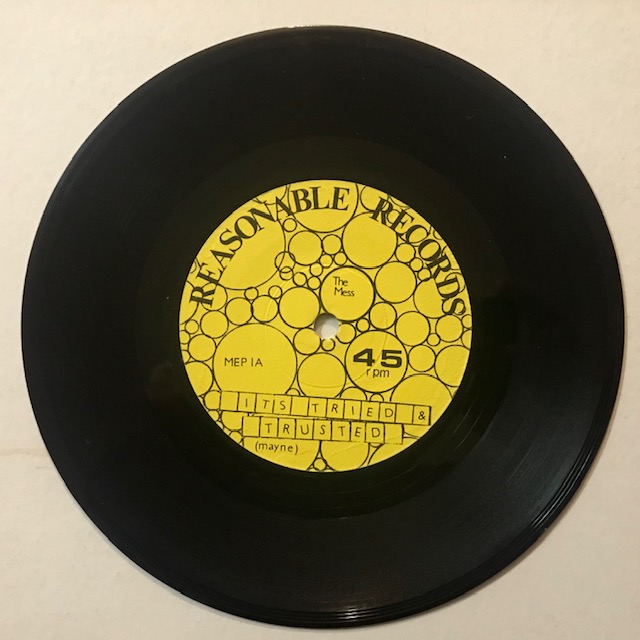 REASONABLE RECORDS
The
Mess
MEP 1A
45
rpm
ITS TRIED &
TRUSTED
(mayne)